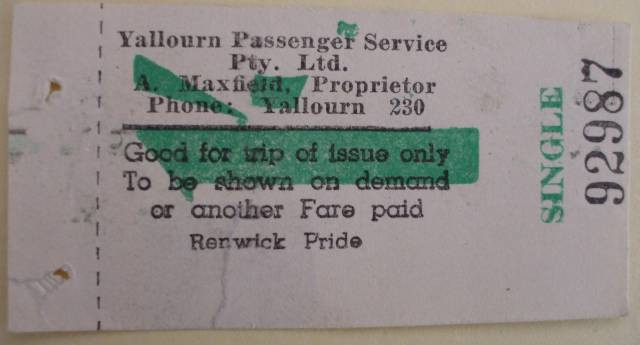 Yallourn Passenger Service
Pty. Ltd.
A. Maxfield, Proprietor
Phone: Yallourn 230
Good for trip of issue only
To be shown on demand
or another Fare paid
Renwick Pride
SINGLE
92987